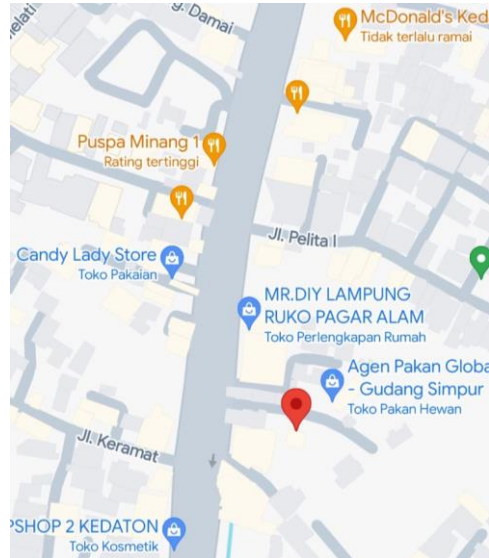 g. Damai
elati
McDonald's Ked
Tidak terlalu ramai
Puspa Minang 1
Rating tertinggi
Jl. Pelita I
Candy Lady Store
Toko Pakaian
MR.DIY LAMPUNG
RUKO PAGAR ALAM
Toko Perlengkapan Rumah
Agen Pakan Globa
- Gudang Simpur
Toko Pakan Hewan
Jl. Keramat
PSHOP 2 KEDATON
Toko Kosmetik